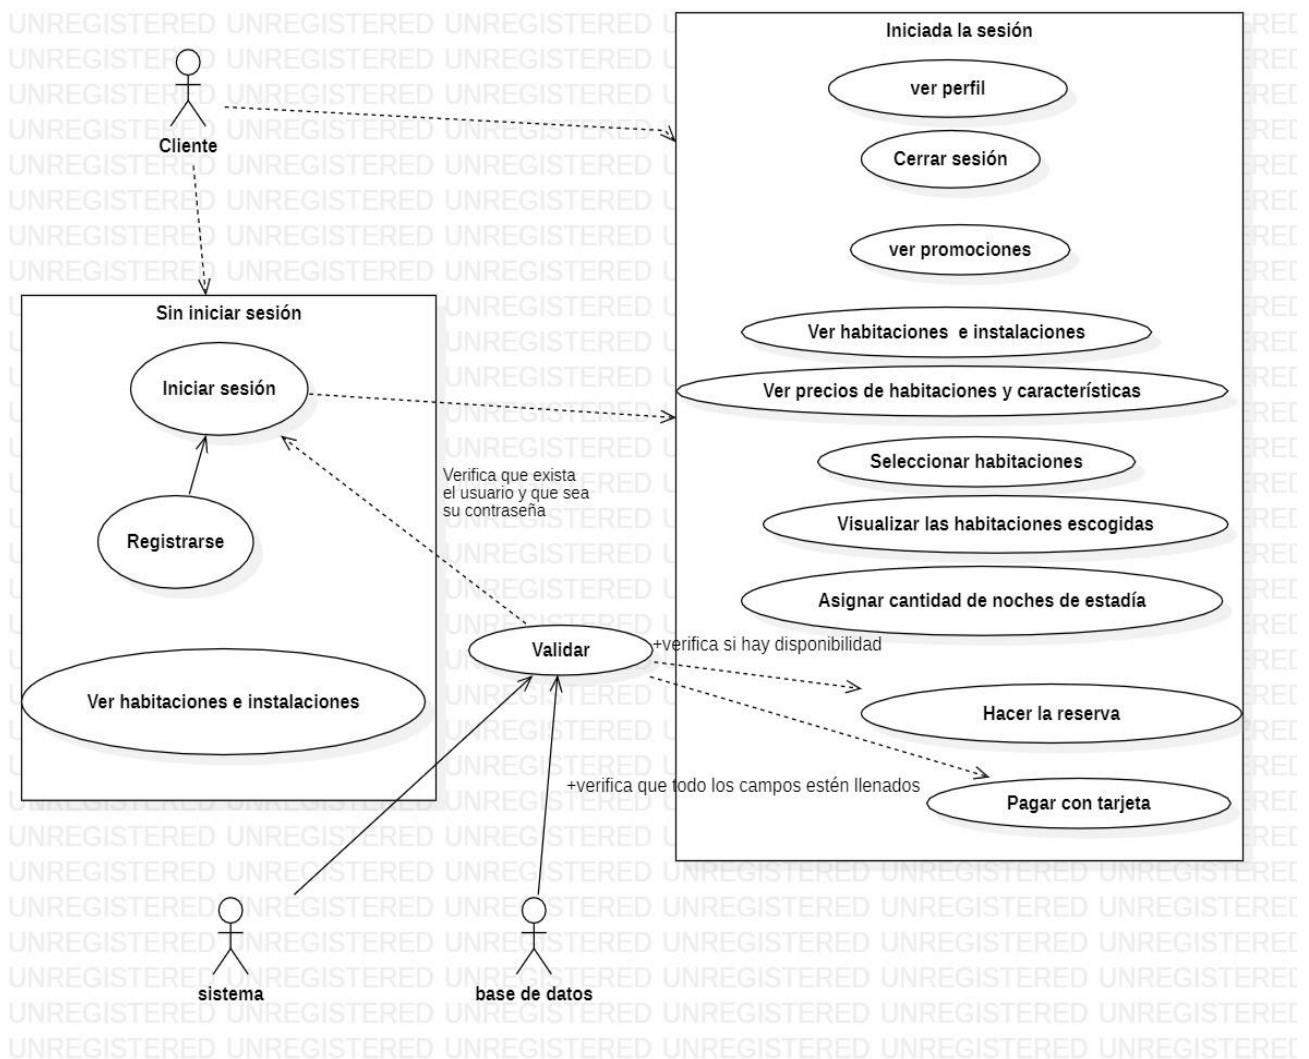 UNREGISTERED
Cliente
Iniciada la sesión
ver perfil
Cerrar sesión
ver promociones
Ver habitaciones e instalaciones
Ver precios de habitaciones y características
Seleccionar habitaciones
Visualizar las habitaciones escogidas
Asignar cantidad de noches de estadía
Hacer la reserva
Pagar con tarjeta
Sin iniciar sesión
Iniciar sesión
Registrarse
Ver habitaciones e instalaciones
Verifica que exista
el usuario y que sea
su contraseña
Validar
+verifica si hay disponibilidad
+verifica que todo los campos estén llenados
sistema
base de datos